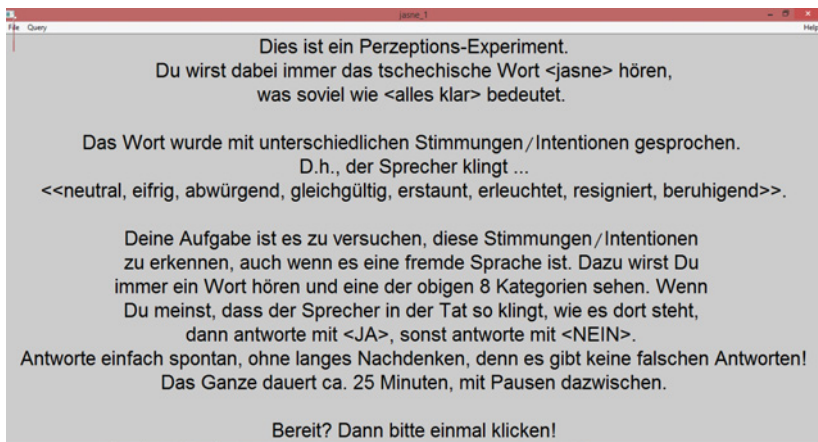 jasne_1
File Query Help
Dies ist ein Perzeptions-Experiment.
Du wirst dabei immer das tschechische Wort <jasne> hören,
was soviel wie <alles klar> bedeutet.
Das Wort wurde mit unterschiedlichen Stimmungen/Intentionen gesprochen.
D.h., der Sprecher klingt ...
<<neutral, eifrig, abwürgend, gleichgültig, erstaunt, erleuchtet, resigniert, beruhigend>>.
Deine Aufgabe ist es zu versuchen, diese Stimmungen/Intentionen
zu erkennen, auch wenn es eine fremde Sprache ist. Dazu wirst Du
immer ein Wort hören und eine der obigen 8 Kategorien sehen. Wenn
Du meinst, dass der Sprecher in der Tat so klingt, wie es dort steht,
dann antworte mit <JA>, sonst antworte mit <NEIN>.
Antworte einfach spontan, ohne langes Nachdenken, denn es gibt keine falschen Antworten!
Das Ganze dauert ca. 25 Minuten, mit Pausen dazwischen.
Bereit? Dann bitte einmal klicken!